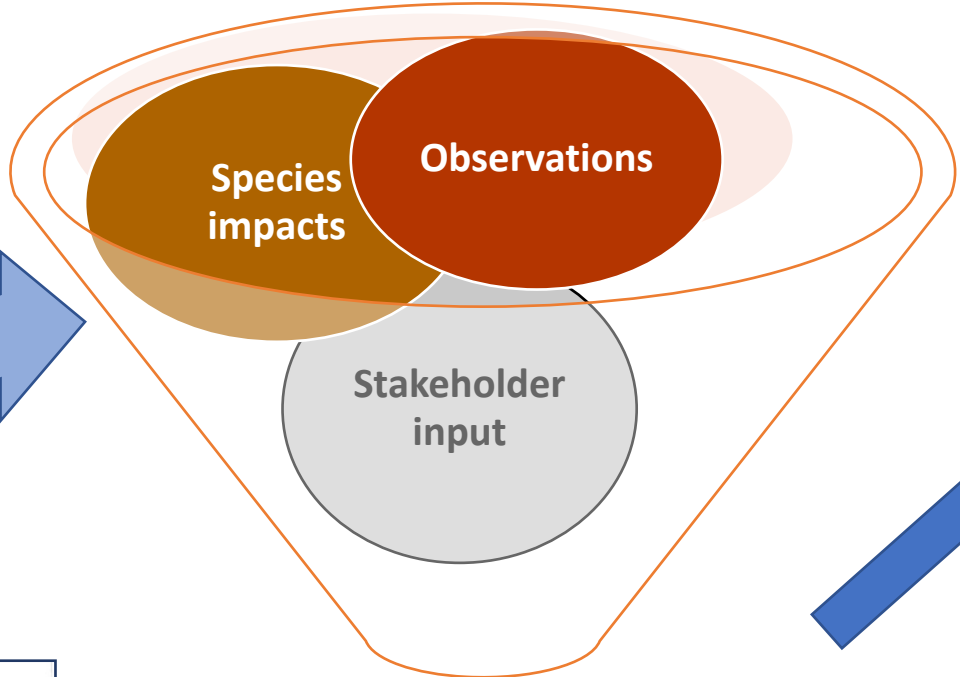 Observations
Species
impacts
Stakeholder
input